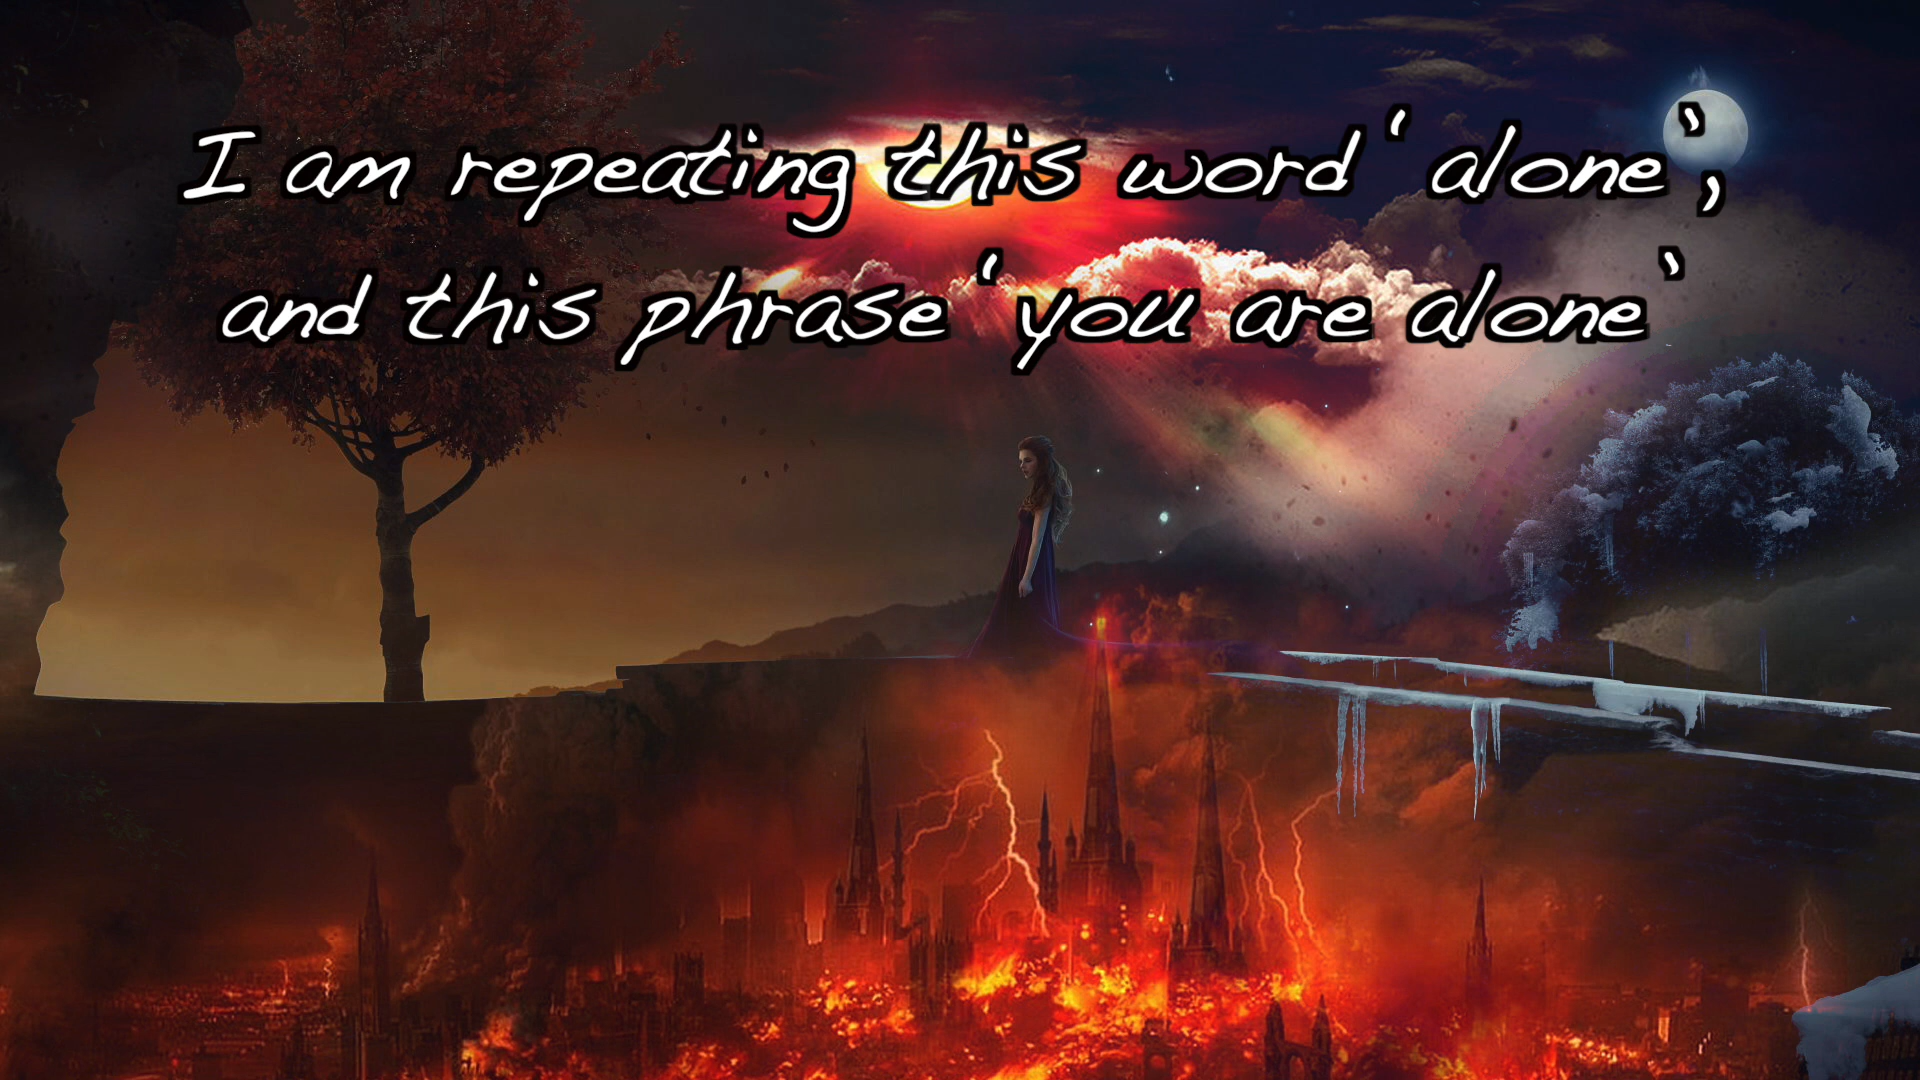 I am repeating this word ‘alone’,
and this phrase ‘you are alone’